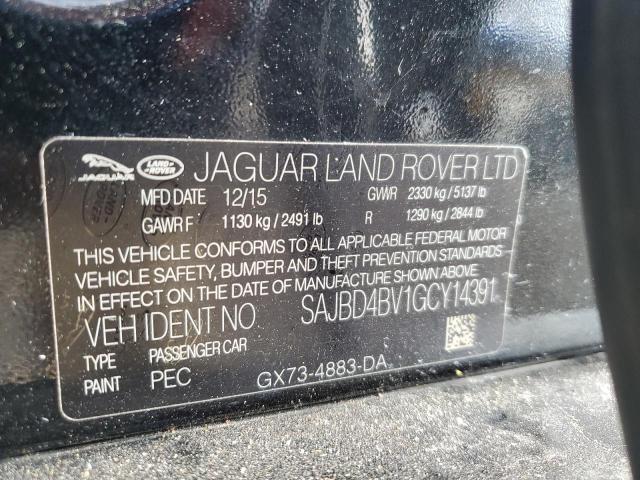 JAGUAR LAND-ROVER JAGUAR LAND ROVER LTD
MFD DATE 12/15 GVWR 2330 kg / 5137 lb
GAWR F 1130 kg / 2491 lb R 1290 kg / 2844 lb
THIS VEHICLE CONFORMS TO ALL APPLICABLE FEDERAL MOTOR
VEHICLE SAFETY, BUMPER AND THEFT PREVENTION STANDARDS
IN EFFECT ON THE DATE OF MANUFACTURE SHOWN ABOVE
VEH IDENT NO SAJBD4BV1GCY14391
TYPE PASSENGER CAR
PAINT PEC GX73-4883-DA